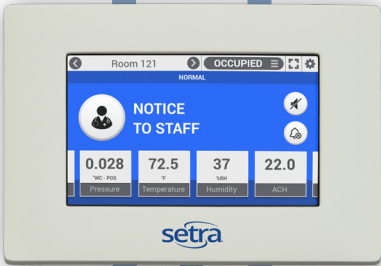 Room 121
OCCUPIED
NORMAL
NOTICE
TO STAFF
0.028
"WC - POS
Pressure
72.5
°F
Temperature
37
%RH
Humidity
22.0
ACH
setra